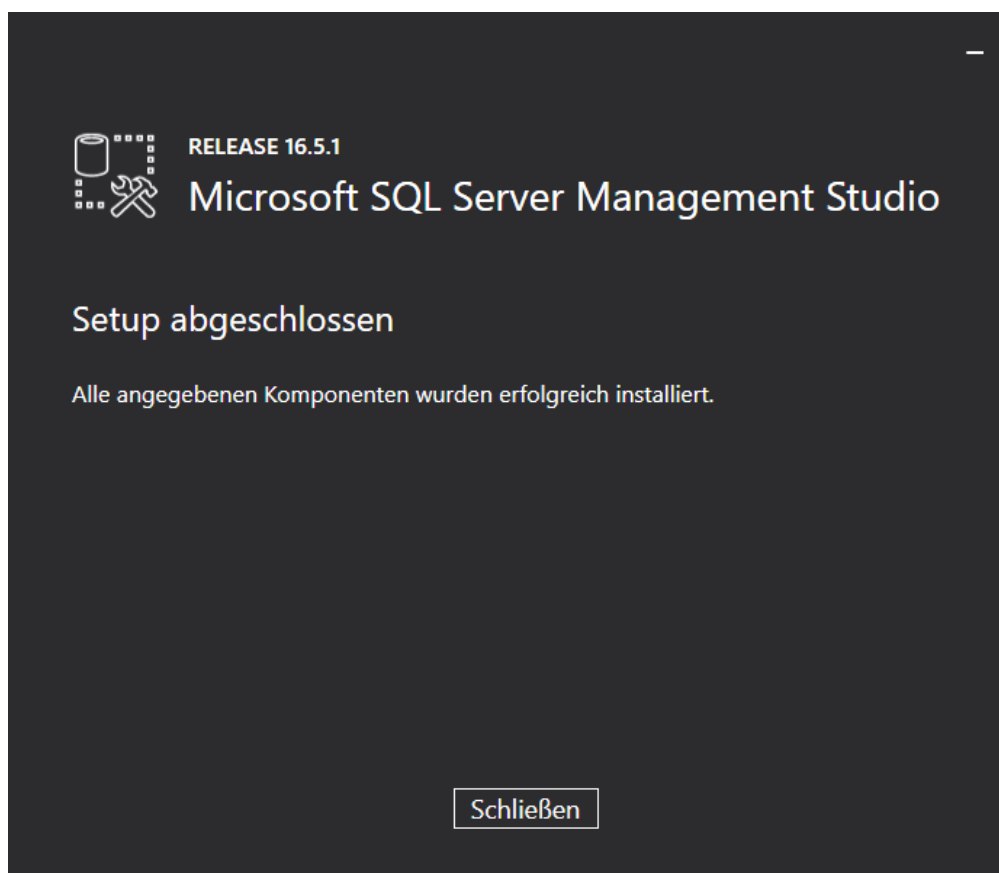 RELEASE 16.5.1
Microsoft SQL Server Management Studio
Setup abgeschlossen
Alle angegebenen Komponenten wurden erfolgreich installiert.
Schließen